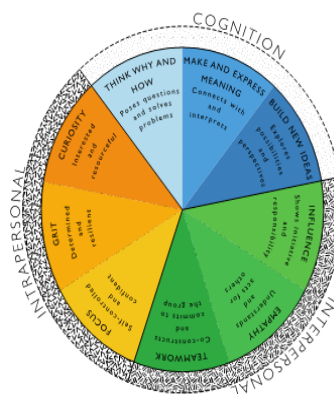 COGNITION
THINK WHY AND
HOW
Poses questions
and solves
problems
MAKE AND EXPRESS
MEANING
Connects with
and
interprets
BUILD NEW IDEAS
Explores
possibilities
and
perspectives
INFLUENCE
Shows initiative
and
responsibility
EMPATHY
Understands
acts for
others
INTERPERSONAL
TEAMWORK
Co-constructs
and
commits to
the group
FOCUS
Self-controlled
and
confident
GRIT
Determined
and
resilient
CURIOSITY
Interested
and
resourceful
INTRAPERSONAL